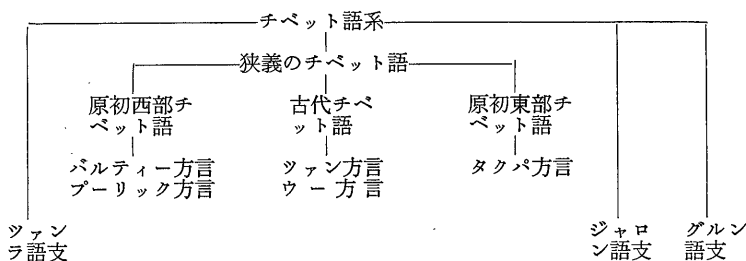 チベット語系
狭義のチベット語
原初西部チ
ベット語
古代チベ
ット語
原初東部チ
ベット語
バルティー方言
プーリック方言
ツァン方言
ウー方言
タクパ方言
ツァン
ラ語支
ジャロ
ン語支
グルン
語支